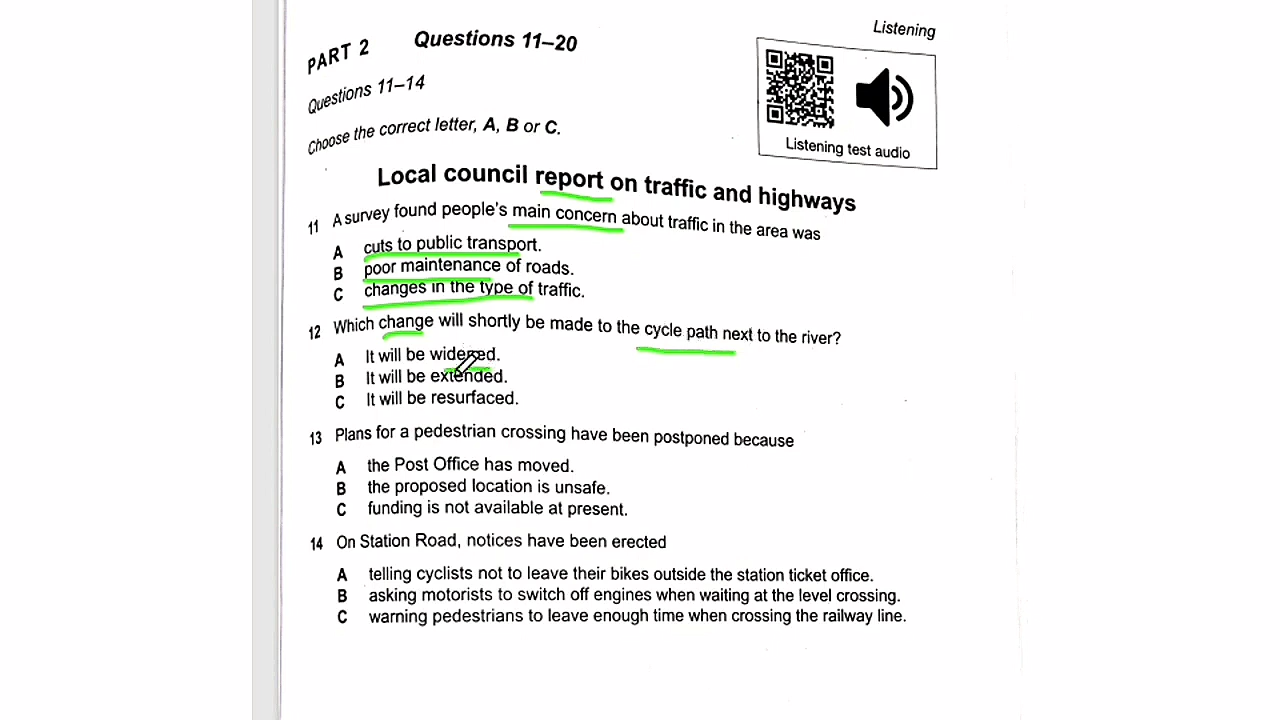 Listening
PART 2 Questions 11–20
Questions 11–14
Choose the correct letter, A, B or C.
Listening test audio
Local council report on traffic and highways
11 A survey found people's main concern about traffic in the area was
A cuts to public transport.
B poor maintenance of roads.
C changes in the type of traffic.
12 Which change will shortly be made to the cycle path next to the river?
A It will be widened.
B It will be extended.
C It will be resurfaced.
13 Plans for a pedestrian crossing have been postponed because
A the Post Office has moved.
B the proposed location is unsafe.
C funding is not available at present.
14 On Station Road, notices have been erected
A telling cyclists not to leave their bikes outside the station ticket office.
B asking motorists to switch off engines when waiting at the level crossing.
C warning pedestrians to leave enough time when crossing the railway line.